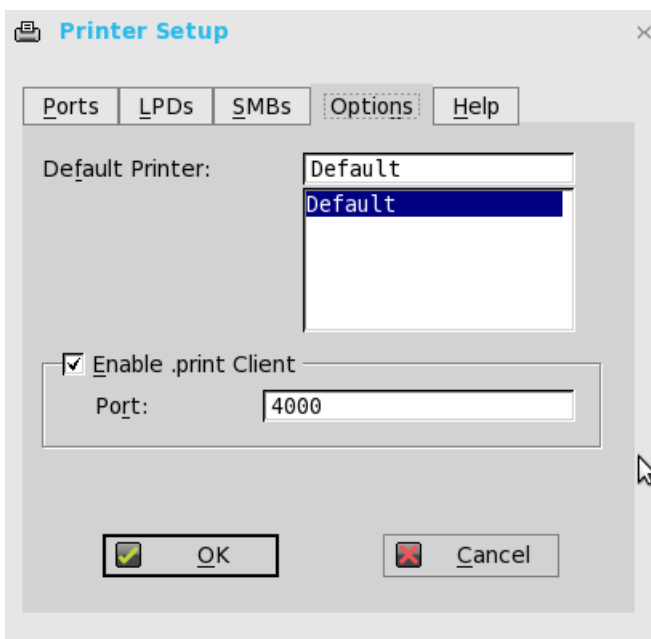 Printer Setup
Ports LPDs SMBs Options Help
Default Printer: Default
Default
Enable .print Client
Port: 4000
OK Cancel